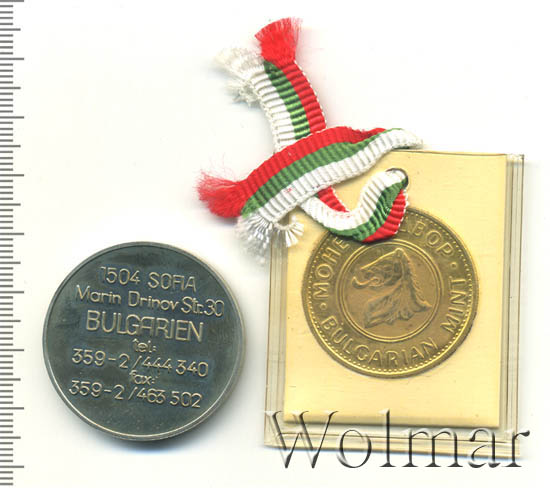 1504 SOFIA
Marin Drinov Str.30
BULGARIEN
tel.:
359-2/444 340
fax:
359-2/463 502
МОНЕТЕН ДВОР
BULGARIAN MINT
Wolmar